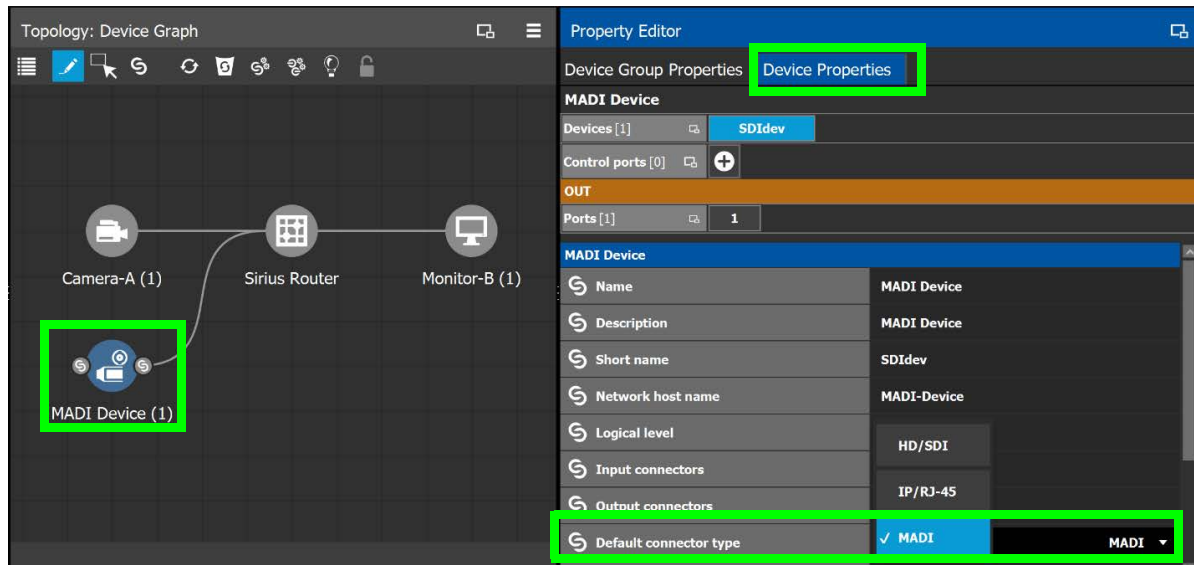 Topology: Device Graph
Camera-A (1)
Sirius Router
Monitor-B (1)
MADI Device (1)
Property Editor
Device Group Properties Device Properties
MADI Device
Devices [1] SDIdev
Control ports [0]
OUT
Ports [1] 1
MADI Device
Name MADI Device
Description MADI Device
Short name SDIdev
Network host name MADI-Device
Logical level
HD/SDI
Input connectors
IP/RJ-45
Output connectors
Default connector type ✓ MADI MADI